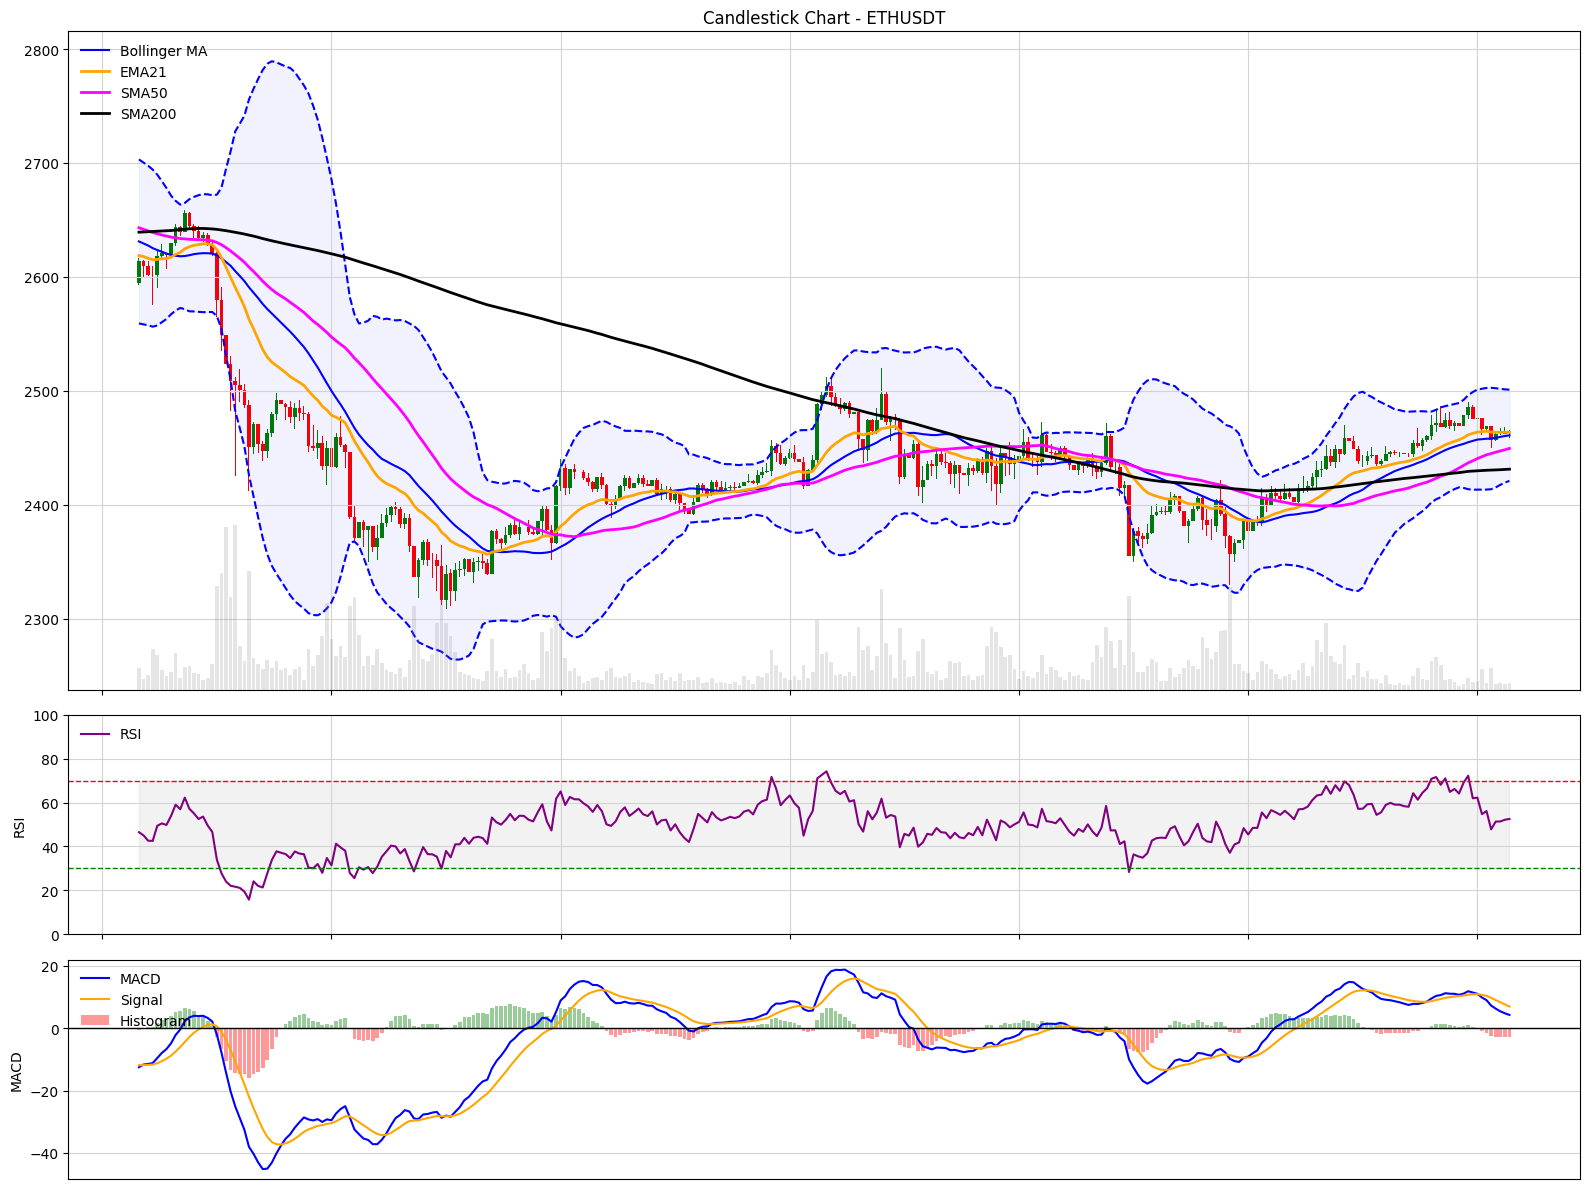 Candlestick Chart - ETHUSDT
2800
2700
2600
2500
2400
2300
Bollinger MA
EMA21
SMA50
SMA200
100
80
60
40
20
0
RSI
RSI
20
0
−20
−40
MACD
MACD
Signal
Histogram